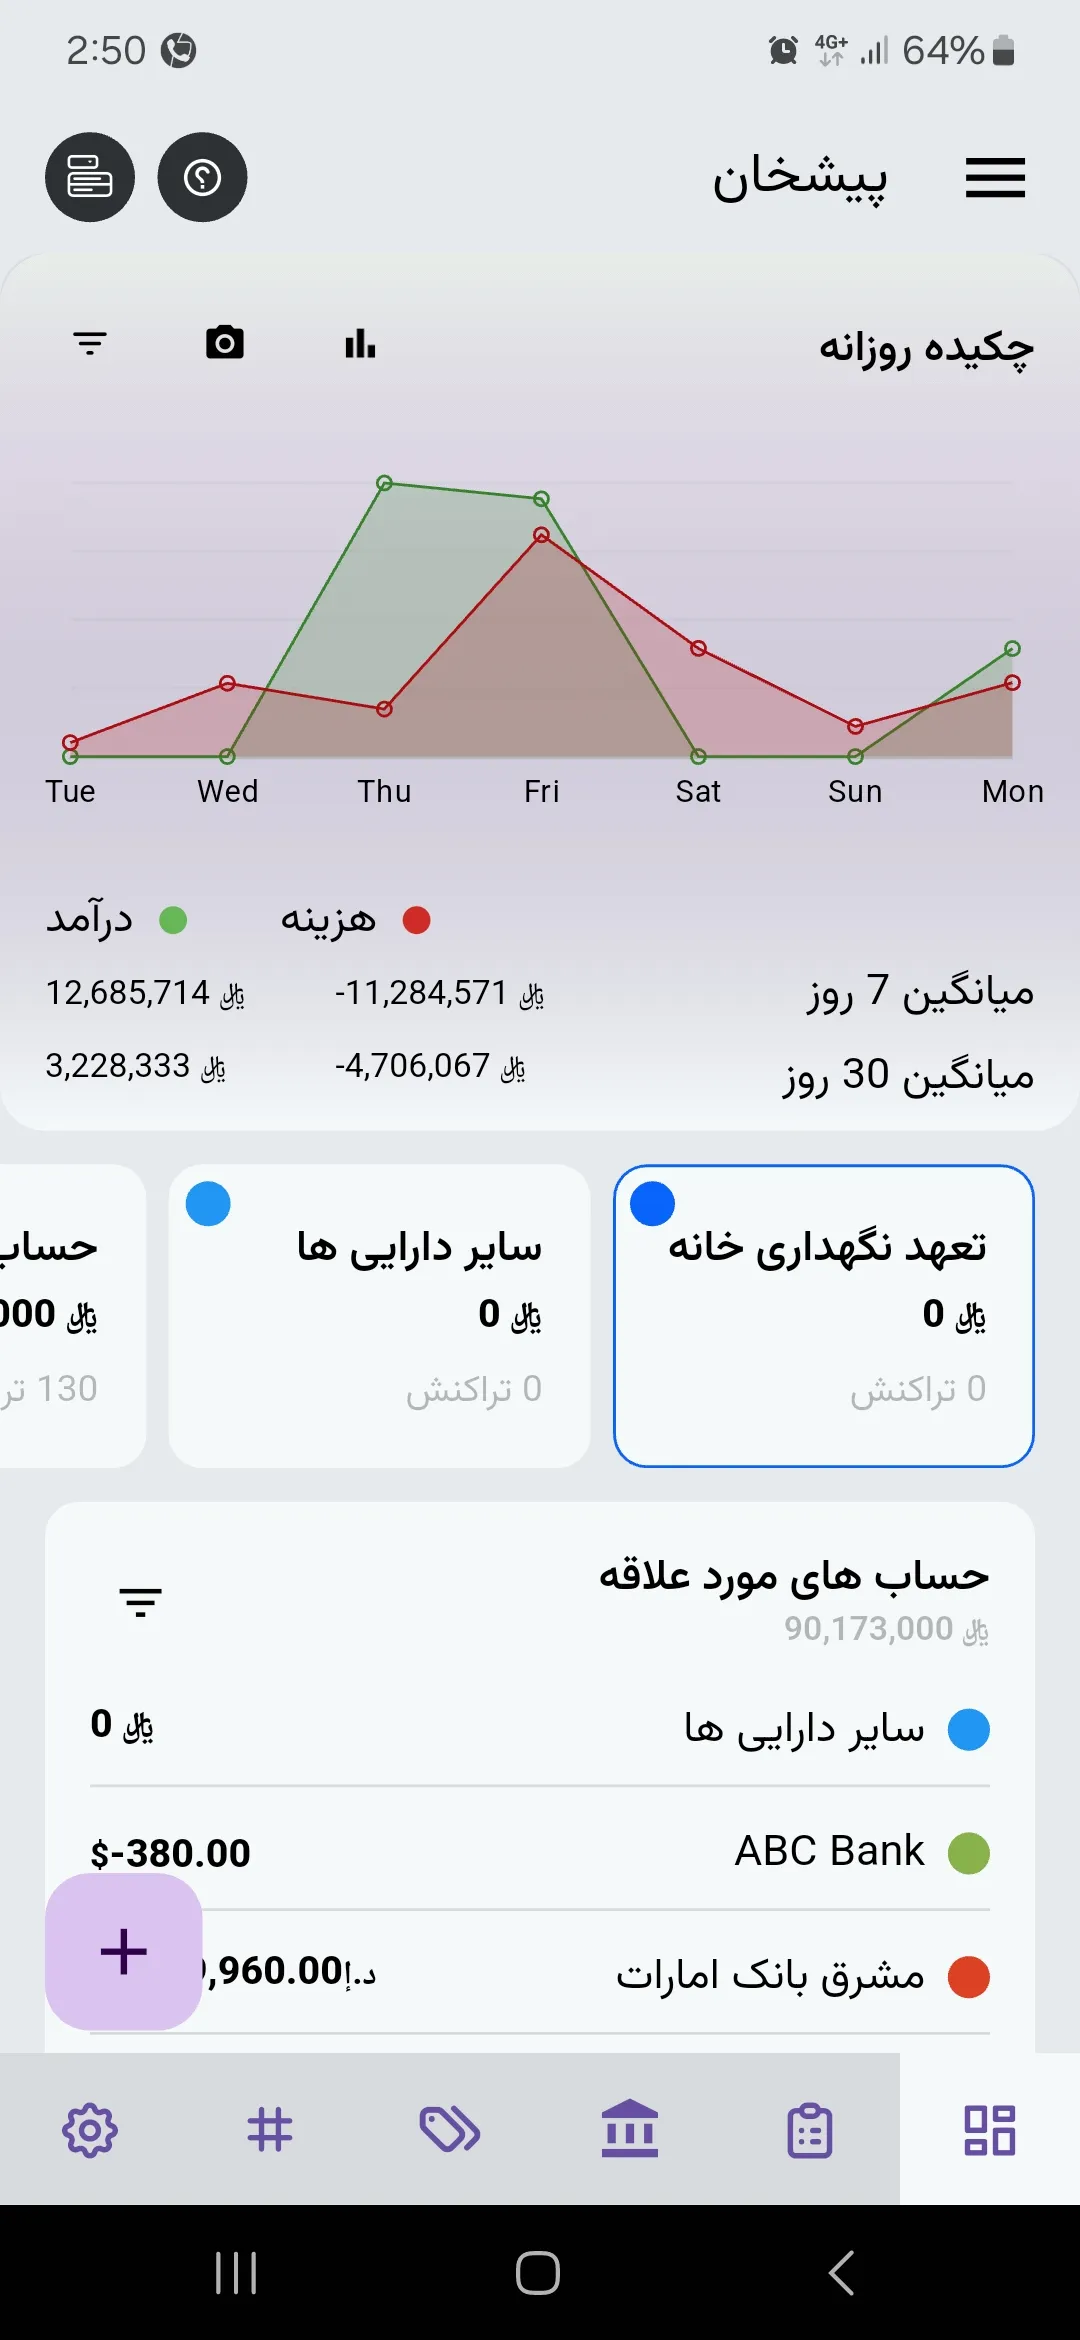 2:50
4G+ 64%
پیشخان
چکیده روزانه
Tue Wed Thu Fri Sat Sun Mon
هزینه درآمد
میانگین 7 روز -11,284,571 ﷼ 12,685,714 ﷼
میانگین 30 روز -4,706,067 ﷼ 3,228,333 ﷼
تعهد نگهداری خانه
0 ﷼
0 تراکنش
سایر دارایی ها
0 ﷼
0 تراکنش
حساب
000 ﷼
130 تر
حساب های مورد علاقه
90,173,000 ﷼
سایر دارایی ها 0 ﷼
ABC Bank $-380.00
مشرق بانک امارات ,960.00د.إ